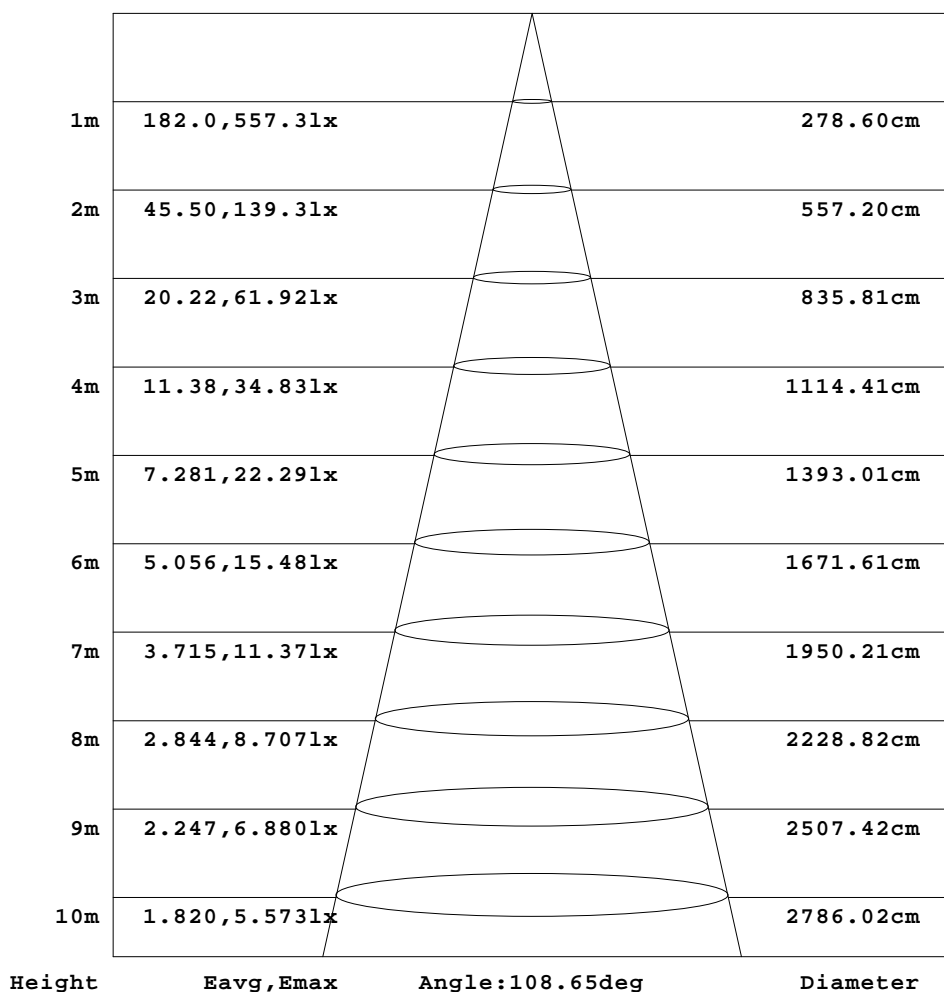 1m 182.0,557.3lx 278.60cm
2m 45.50,139.3lx 557.20cm
3m 20.22,61.92lx 835.81cm
4m 11.38,34.83lx 1114.41cm
5m 7.281,22.29lx 1393.01cm
6m 5.056,15.48lx 1671.61cm
7m 3.715,11.37lx 1950.21cm
8m 2.844,8.707lx 2228.82cm
9m 2.247,6.880lx 2507.42cm
10m 1.820,5.573lx 2786.02cm
Height Eavg,Emax Angle:108.65deg Diameter